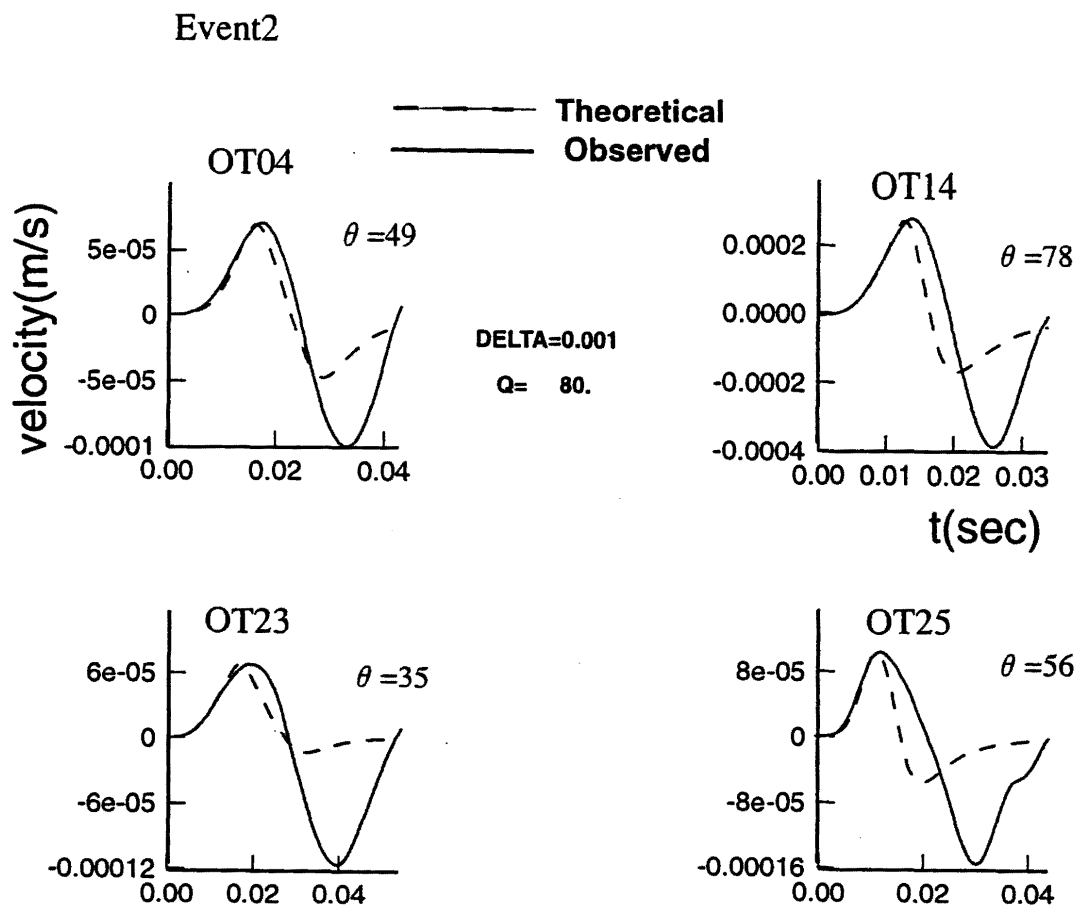 Event2
Theoretical
Observed
OT04
5e-05
0
-5e-05
-0.0001
0.00 0.02 0.04
θ =49
velocity(m/s)
DELTA=0.001
Q= 80.
OT14
0.0002
0.0000
-0.0002
-0.0004
0.00 0.01 0.02 0.03
θ =78
t(sec)
OT23
6e-05
0
-6e-05
-0.00012
0.00 0.02 0.04
θ =35
OT25
8e-05
0
-8e-05
-0.00016
0.00 0.02 0.04
θ =56